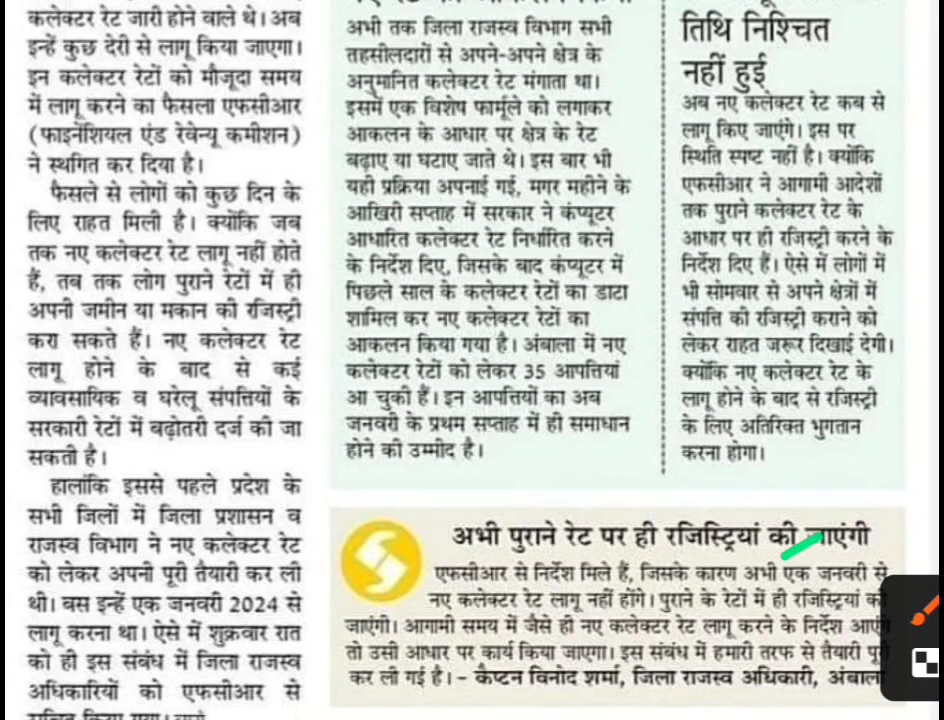 कलेक्टर रेट जारी होने वाले थे। अब
इन्हें कुछ देरी से लागू किया जाएगा।
इन कलेक्टर रेटों को मौजूदा समय
में लागू करने का फैसला एफसीआर
(फाइनेंशियल एंड रेवेन्यू कमीशन)
ने स्थगित कर दिया है।
फैसले से लोगों को कुछ दिन के
लिए राहत मिली है। क्योंकि जब
तक नए कलेक्टर रेट लागू नहीं होते
हैं, तब तक लोग पुराने रेटों में ही
अपनी जमीन या मकान की रजिस्ट्री
करा सकते हैं। नए कलेक्टर रेट
लागू होने के बाद से कई
व्यावसायिक व घरेलू संपत्तियों के
सरकारी रेटों में बढ़ोतरी दर्ज की जा
सकती है।
हालांकि इससे पहले प्रदेश के
सभी जिलों में जिला प्रशासन व
राजस्व विभाग ने नए कलेक्टर रेट
को लेकर अपनी पूरी तैयारी कर ली
थी। बस इन्हें एक जनवरी 2024 से
लागू करना था। ऐसे में शुक्रवार रात
को ही इस संबंध में जिला राजस्व
अधिकारियों को एफसीआर से
अभी तक जिला राजस्व विभाग सभी
तहसीलदारों से अपने-अपने क्षेत्र के
अनुमानित कलेक्टर रेट मंगाता था।
इसमें एक विशेष फार्मूले को लगाकर
आकलन के आधार पर क्षेत्र के रेट
बढ़ाए या घटाए जाते थे। इस बार भी
यही प्रक्रिया अपनाई गई, मगर महीने के
आखिरी सप्ताह में सरकार ने कंप्यूटर
आधारित कलेक्टर रेट निर्धारित करने
के निर्देश दिए, जिसके बाद कंप्यूटर में
पिछले साल के कलेक्टर रेटों का डाटा
शामिल कर नए कलेक्टर रेटों का
आकलन किया गया है। अंबाला में नए
कलेक्टर रेटों को लेकर 35 आपत्तियां
आ चुकी हैं। इन आपत्तियों का अब
जनवरी के प्रथम सप्ताह में ही समाधान
होने की उम्मीद है।
तिथि निश्चित
नहीं हुई
अब नए कलेक्टर रेट कब से
लागू किए जाएंगे। इस पर
स्थिति स्पष्ट नहीं है। क्योंकि
एफसीआर ने आगामी आदेशों
तक पुराने कलेक्टर रेट के
आधार पर ही रजिस्ट्री करने के
निर्देश दिए हैं। ऐसे में लोगों में
भी सोमवार से अपने क्षेत्रों में
संपत्ति की रजिस्ट्री कराने को
लेकर राहत जरूर दिखाई देगी।
क्योंकि नए कलेक्टर रेट के
लागू होने के बाद से रजिस्ट्री
के लिए अतिरिक्त भुगतान
करना होगा।
अभी पुराने रेट पर ही रजिस्ट्रियां की जाएंगी
एफसीआर से निर्देश मिले हैं, जिसके कारण अभी एक जनवरी से
नए कलेक्टर रेट लागू नहीं होंगे। पुराने के रेटों में ही रजिस्ट्रियां की
जाएंगी। आगामी समय में जैसे ही नए कलेक्टर रेट लागू करने के निर्देश आएंगे
तो उसी आधार पर कार्य किया जाएगा। इस संबंध में हमारी तरफ से तैयारी पूरी
कर ली गई है। - कैप्टन विनोद शर्मा, जिला राजस्व अधिकारी, अंबाला